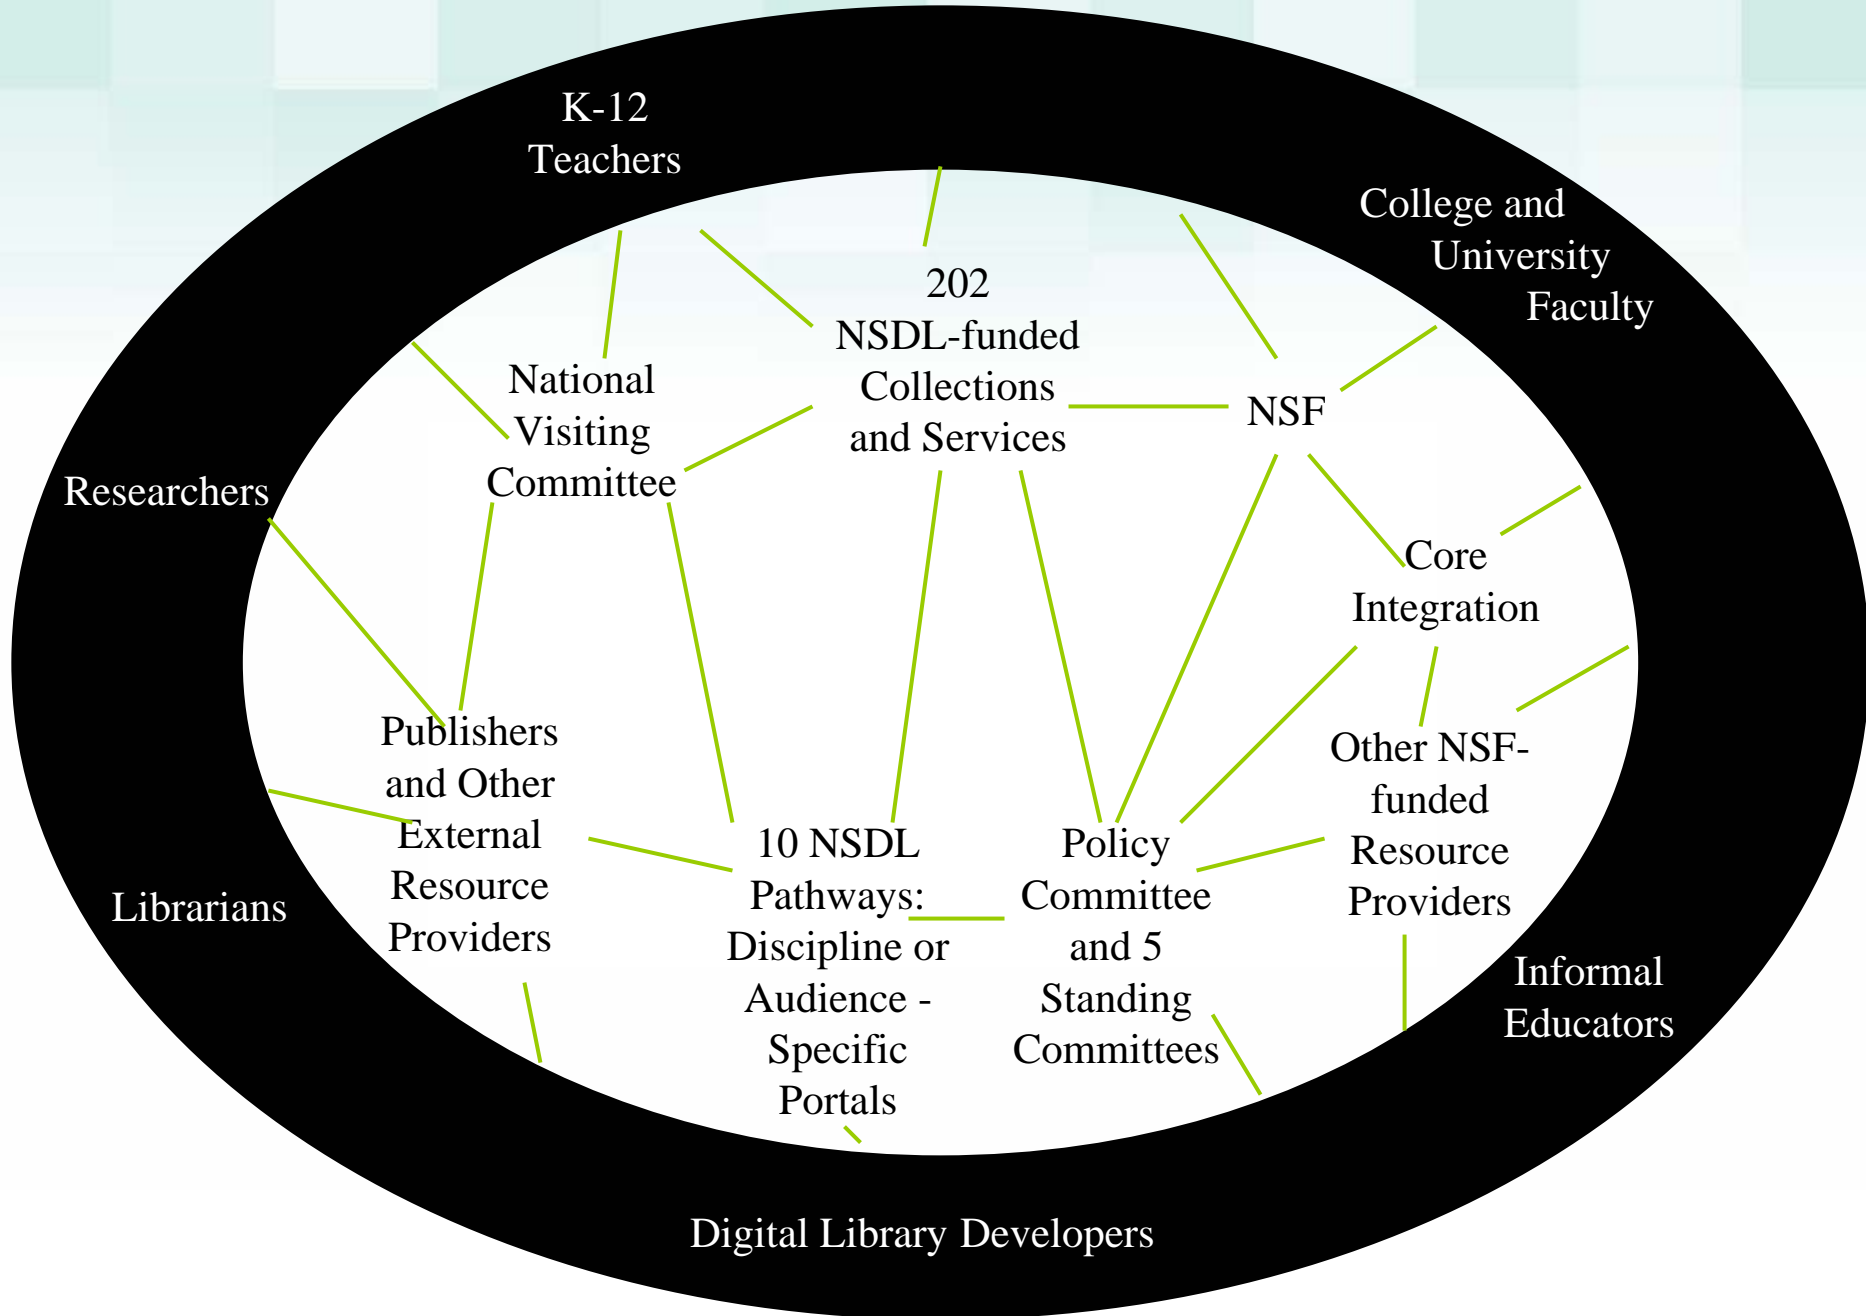 K-12
Teachers
College and
University
Faculty
202
NSDL-funded
Collections
and Services
National
Visiting
Committee
NSF
Researchers
Core
Integration
Publishers
and Other
External
Resource
Providers
Other NSF-
funded
Resource
Providers
10 NSDL
Pathways:
Discipline or
Audience -
Specific
Portals
Policy
Committee
and 5
Standing
Committees
Librarians
Informal
Educators
Digital Library Developers